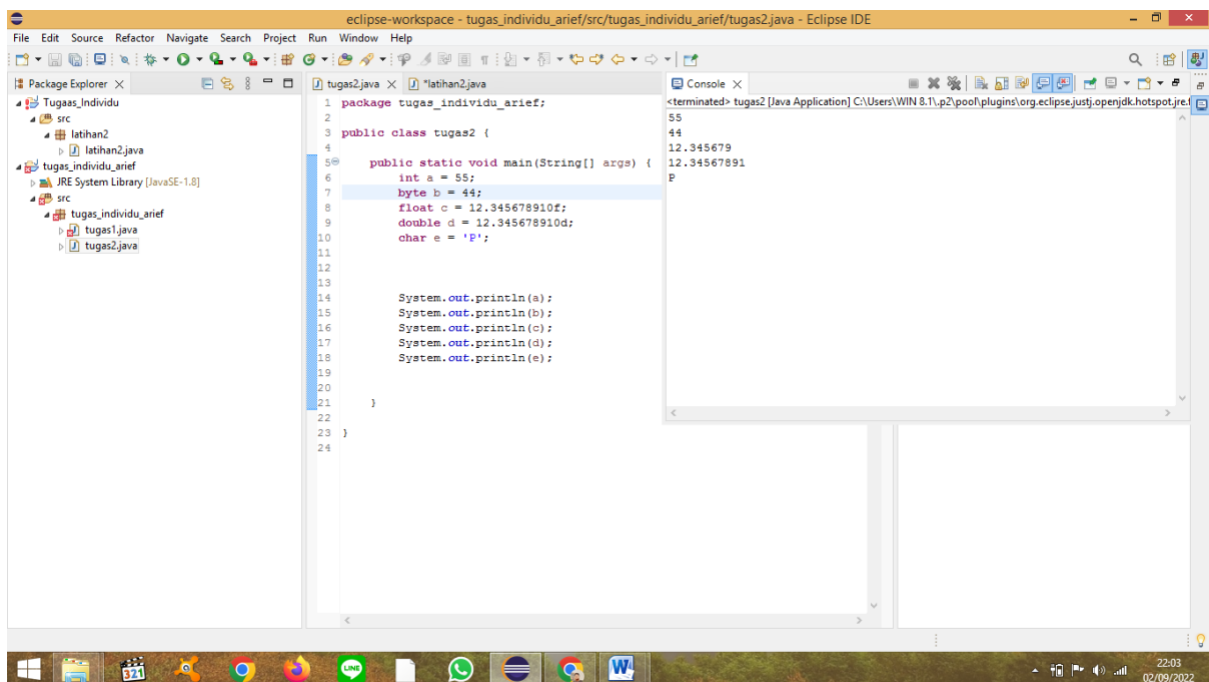 eclipse-workspace - tugas_individu_arief/src/tugas_individu_arief/tugas2.java - Eclipse IDE
File Edit Source Refactor Navigate Search Project Run Window Help
Package Explorer
Tugaas_Individu
src
latihan2
latihan2.java
tugas_individu_arief
JRE System Library [JavaSE-1.8]
src
tugas_individu_arief
tugas1.java
tugas2.java
tugas2.java
*latihan2.java
1 package tugas_individu_arief;
2
3 public class tugas2 {
4
5 public static void main(String[] args) {
6 int a = 55;
7 byte b = 44;
8 float c = 12.345678910f;
9 double d = 12.345678910d;
10 char e = 'P';
11
12
13
14 System.out.println(a);
15 System.out.println(b);
16 System.out.println(c);
17 System.out.println(d);
18 System.out.println(e);
19
20
21 }
22
23 }
24
Console
<terminated> tugas2 [Java Application] C:\Users\WIN 8.1\.p2\pool\plugins\org.eclipse.justj.openjdk.hotspot.jre.f
55
44
12.345679
12.34567891
P
321
LINE
W
22:03
02/09/2022